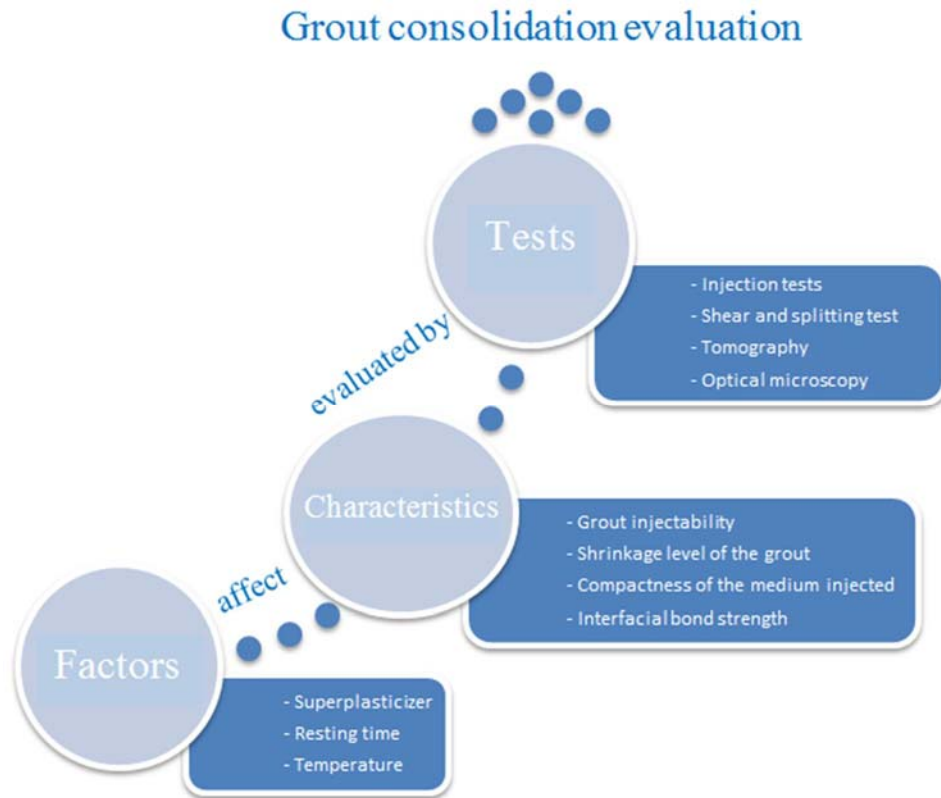 Grout consolidation evaluation
Tests
- Injection tests
- Shear and splitting test
- Tomography
- Optical microscopy
evaluated by
Characteristics
- Grout injectability
- Shrinkage level of the grout
- Compactness of the medium injected
- Interfacial bond strength
affect
Factors
- Superplasticizer
- Resting time
- Temperature